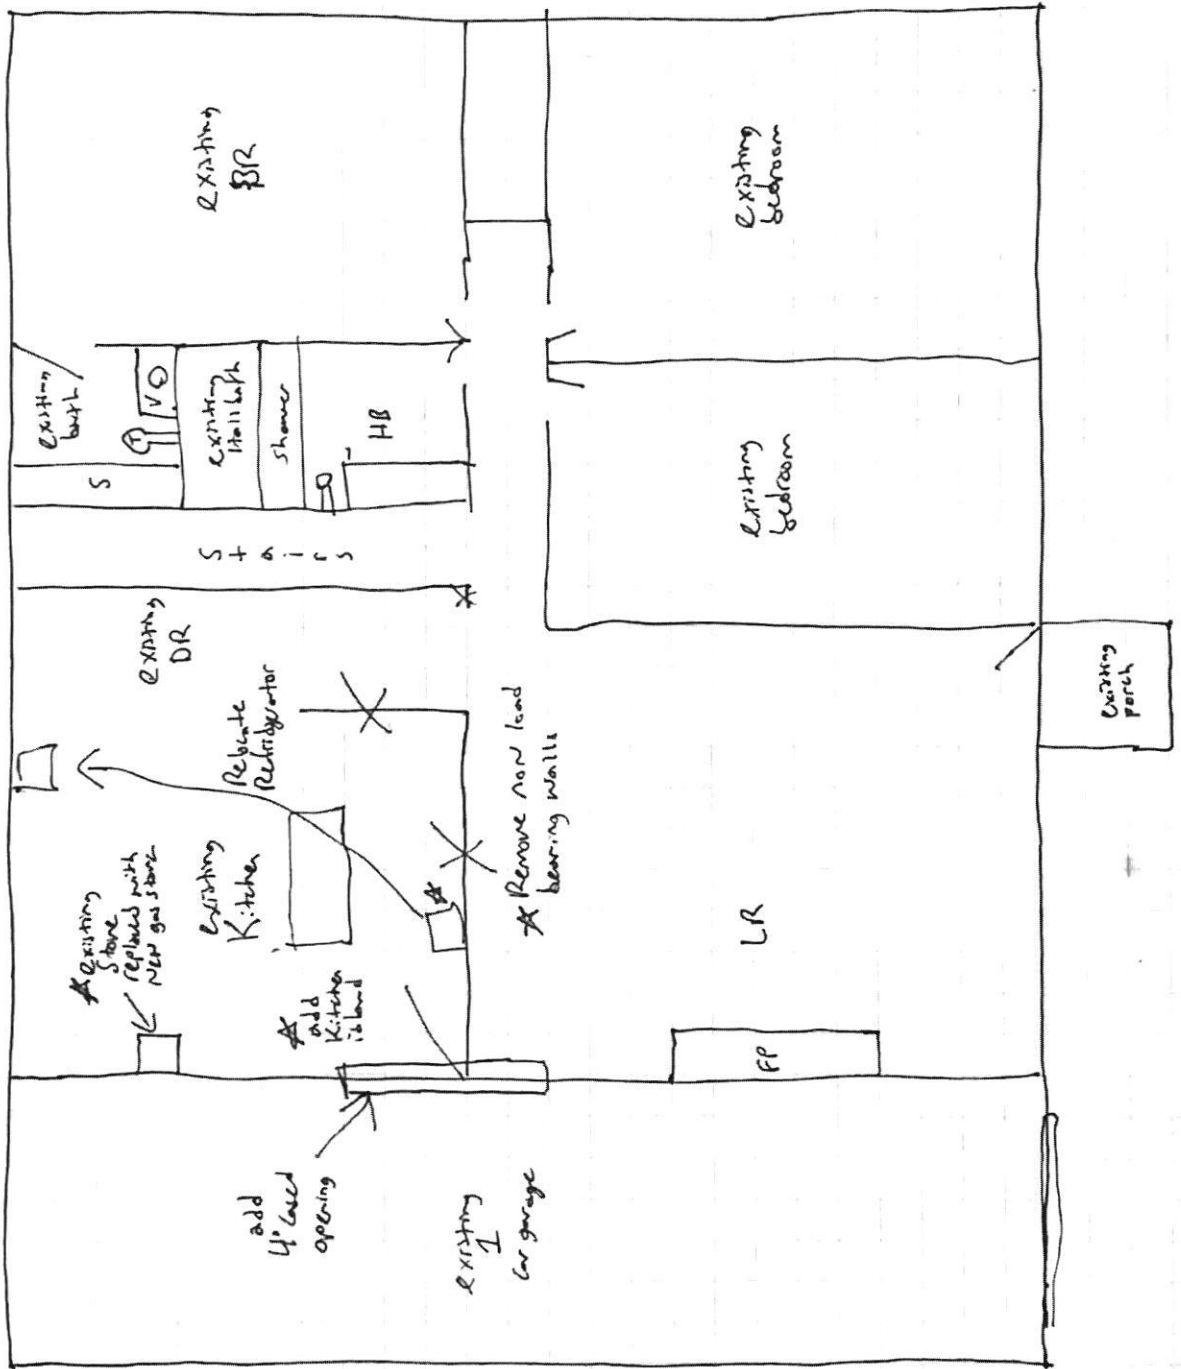 existing
BR
existing
bedroom
existing
bath
V
existing
Hall bath
shower
HB
S
Stairs
existing
bedroom
existing
DR
existing
porch
Relocate
Refridgerator
existing
Kitchen
* Remove non load
bearing walls
* existing
Stove
replaced with
New gas stove
*
* add
Kitchen
island
LR
FP
add
4' cased
opening
existing
1
car garage